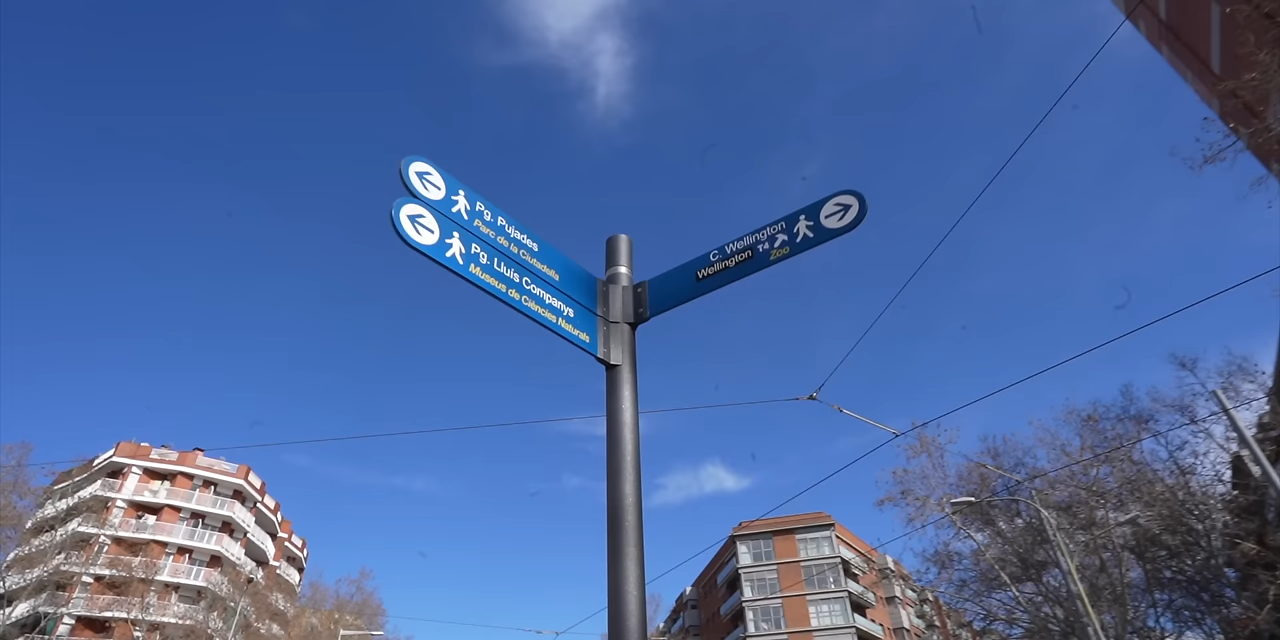 Pg. Pujades
Parc de la Ciutadella
Pg. Lluís Companys
Museus de Ciències Naturals
C. Wellington
Wellington T4
Zoo